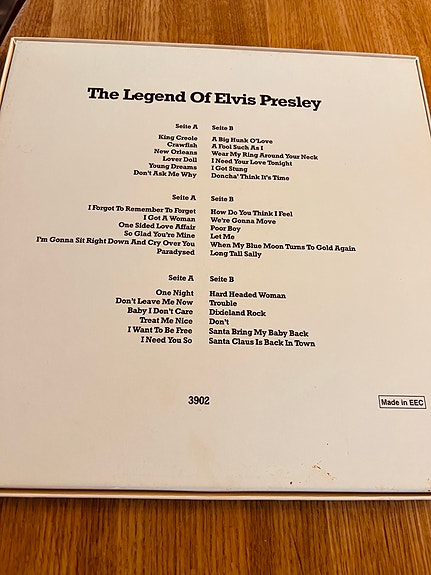 The Legend Of Elvis Presley
Seite A
King Creole
Crawfish
New Orleans
Lover Doll
Young Dreams
Don't Ask Me Why
Seite B
A Big Hunk O'Love
A Fool Such As I
Wear My Ring Around Your Neck
I Need Your Love Tonight
I Got Stung
Doncha' Think It's Time
Seite A
I Forgot To Remember To Forget
I Got A Woman
One Sided Love Affair
So Glad You're Mine
I'm Gonna Sit Right Down And Cry Over You
Paradysed
Seite B
How Do You Think I Feel
We're Gonna Move
Poor Boy
Let Me
When My Blue Moon Turns To Gold Again
Long Tall Sally
Seite A
One Night
Don't Leave Me Now
Baby I Don't Care
Treat Me Nice
I Want To Be Free
I Need You So
Seite B
Hard Headed Woman
Trouble
Dixieland Rock
Don't
Santa Bring My Baby Back
Santa Claus Is Back In Town
3902
Made in EEC